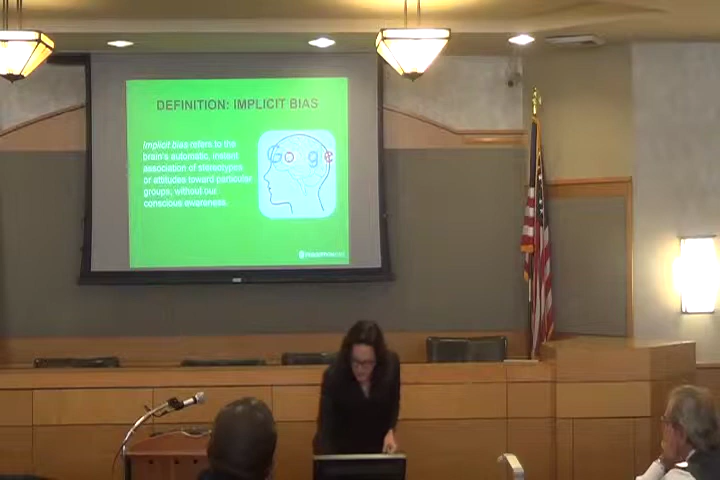 DEFINITION: IMPLICIT BIAS
Implicit bias refers to the
brain's automatic, instant
association of stereotypes
or attitudes toward particular
groups, without our
conscious awareness.